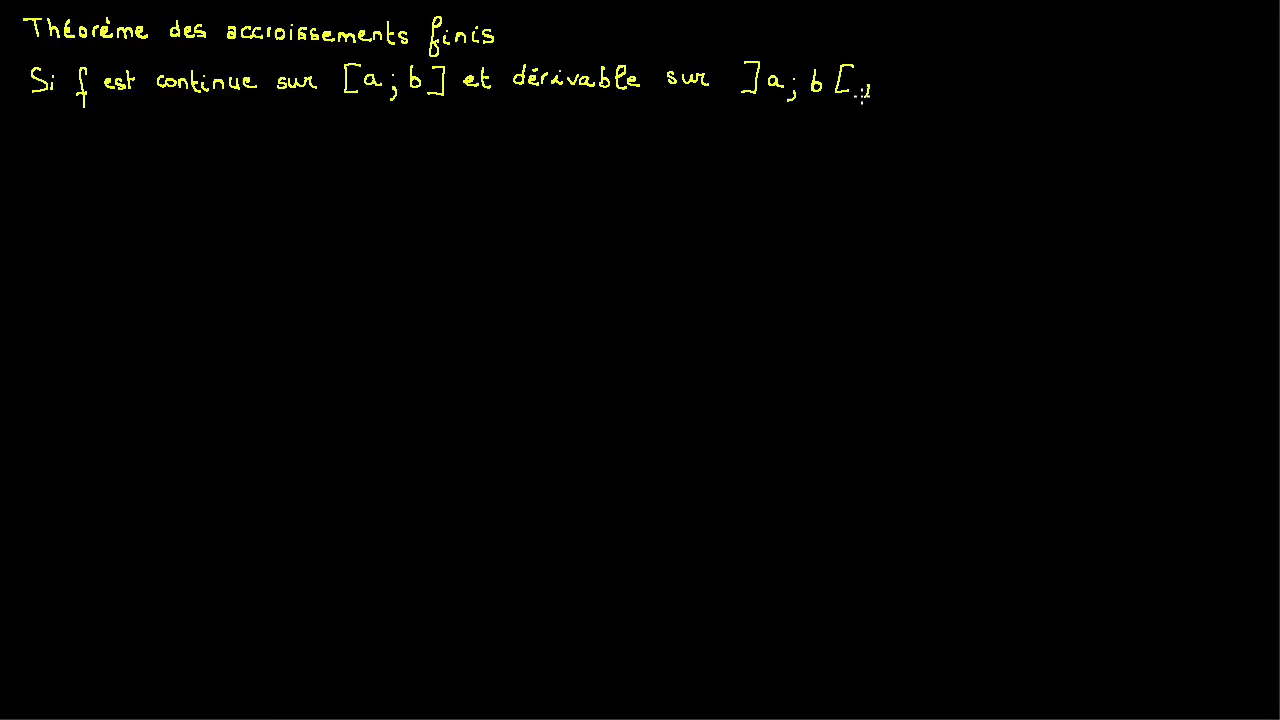 Théorème des accroissements finis
Si f est continue sur [a ; b] et dérivable sur ]a ; b[